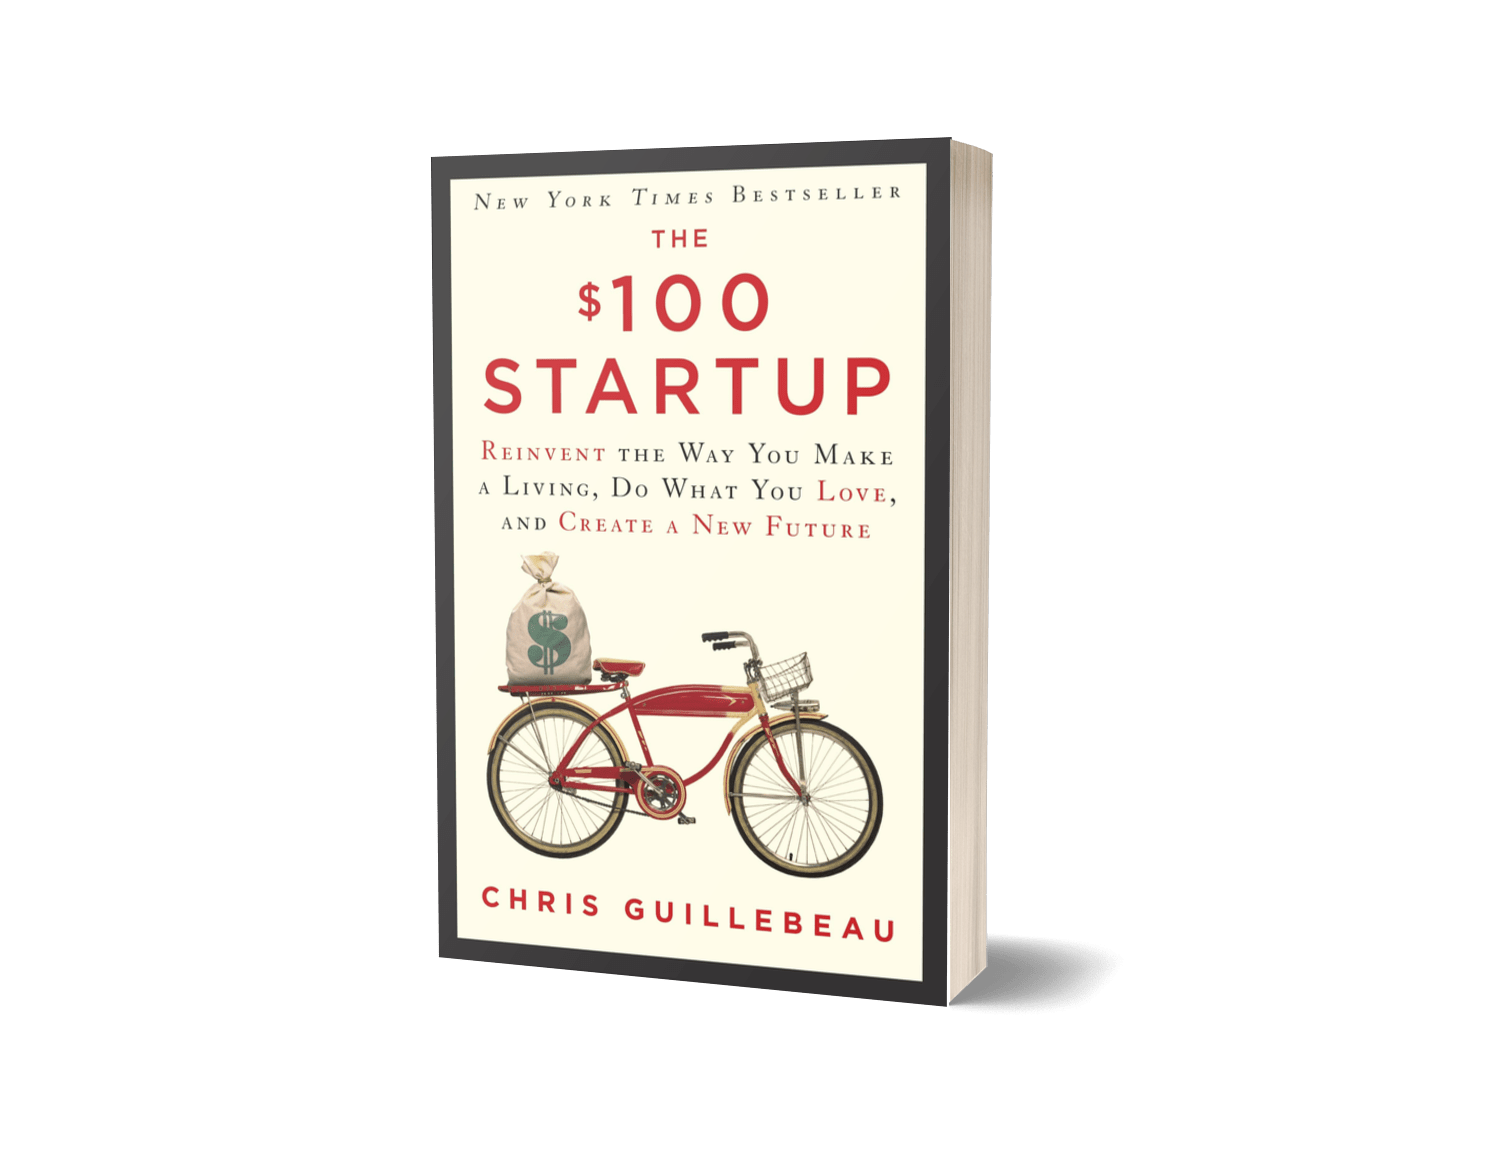 New York Times Bestseller
THE
$100
STARTUP
Reinvent the Way You Make
a Living, Do What You Love,
and Create a New Future
$
CHRIS GUILLEBEAU